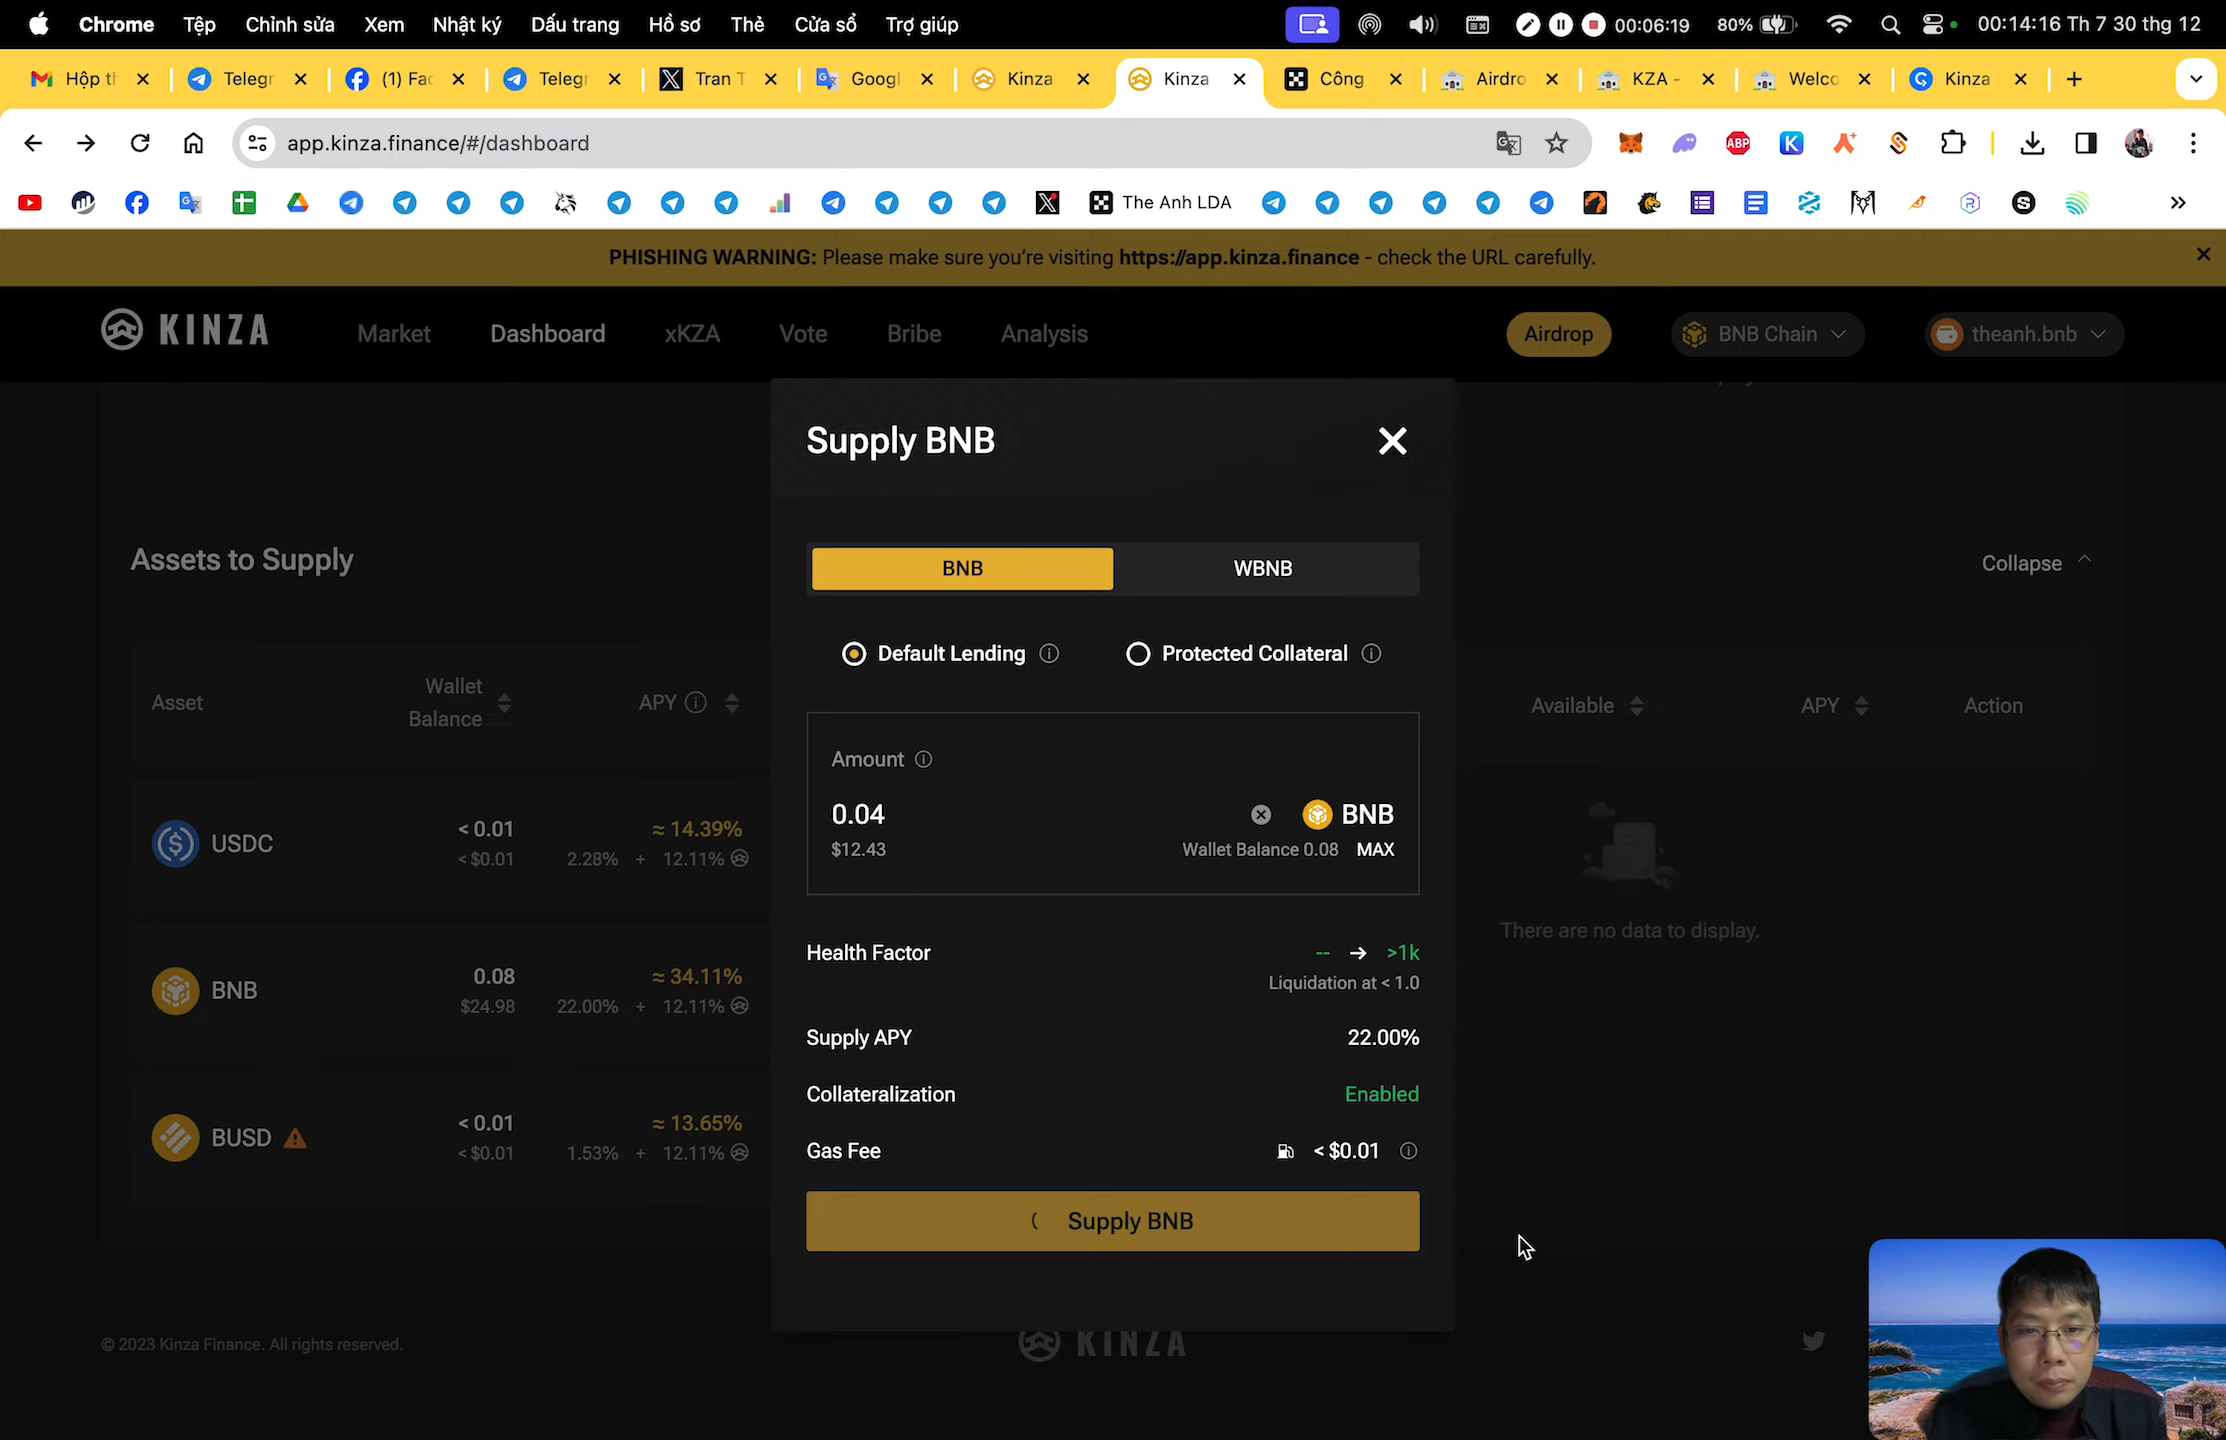 Chrome Tệp Chỉnh sửa Xem Nhật ký Dấu trang Hồ sơ Thẻ Cửa sổ Trợ giúp 00:06:19 80% 00:14:16 Th 7 30 thg 12
Hộp th Telegr (1) Fac Telegr Tran T Googl Kinza Kinza Công Airdro KZA - Welco Kinza
app.kinza.finance/#/dashboard
The Anh LDA
PHISHING WARNING: Please make sure you're visiting https://app.kinza.finance - check the URL carefully.
KINZA Market Dashboard xKZA Vote Bribe Analysis Airdrop BNB Chain theanh.bnb
Supply BNB
Assets to Supply
Collapse
BNB WBNB
Default Lending Protected Collateral
Asset Wallet Balance APY
Available APY Action
Amount
0.04 BNB
$12.43 Wallet Balance 0.08 MAX
USDC < 0.01 ≈ 14.39%
< $0.01 2.28% + 12.11%
There are no data to display.
Health Factor -- → >1k
Liquidation at < 1.0
BNB 0.08 ≈ 34.11%
$24.98 22.00% + 12.11%
Supply APY 22.00%
Collateralization Enabled
BUSD < 0.01 ≈ 13.65%
< $0.01 1.53% + 12.11%
Gas Fee < $0.01
Supply BNB
© 2023 Kinza Finance. All rights reserved.
KINZA